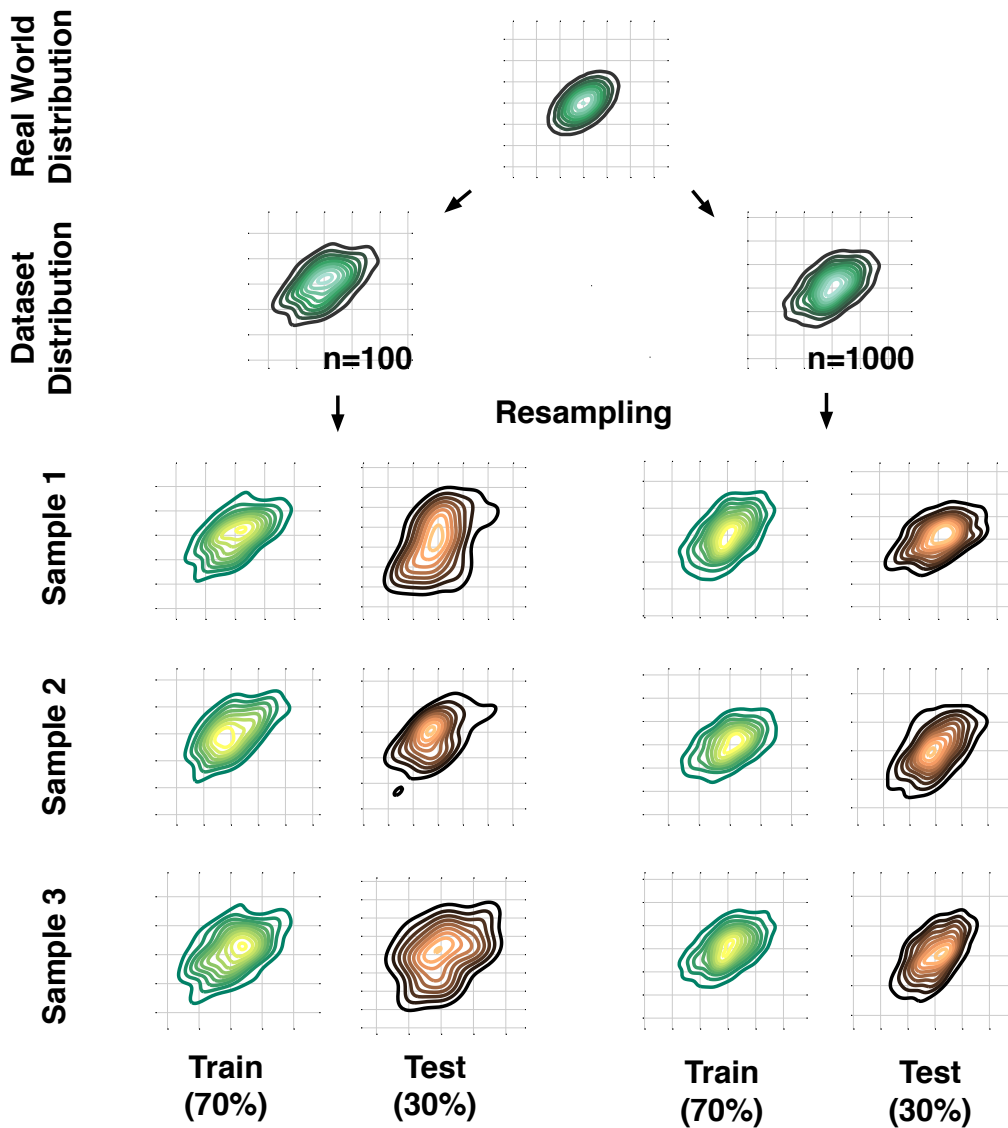 Real World
Distribution
Dataset
Distribution
n=100
n=1000
Resampling
Sample 1
Sample 2
Sample 3
Train
(70%)
Test
(30%)
Train
(70%)
Test
(30%)